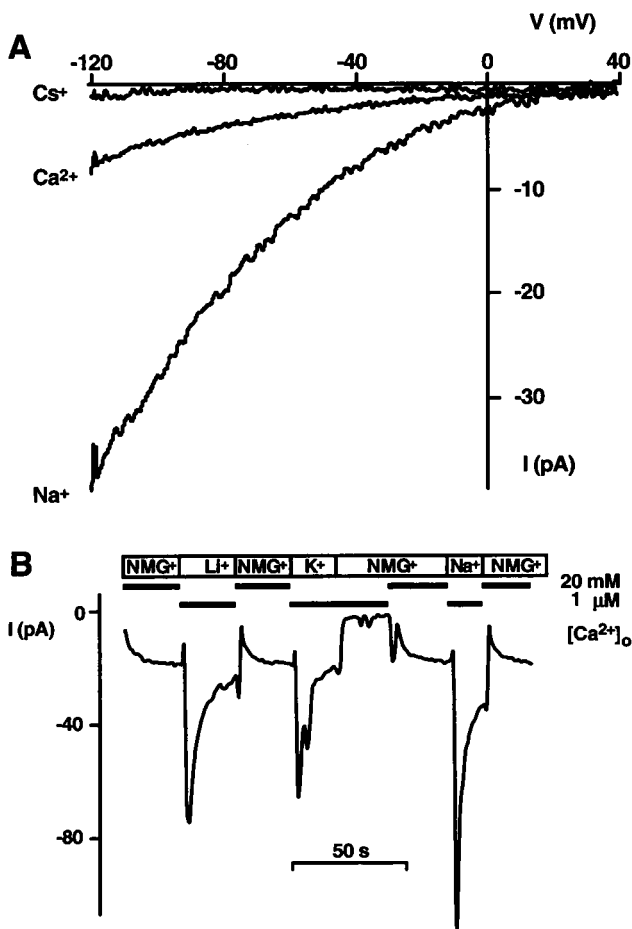 A
V (mV)
-120 -80 -40 0 40
Cs+
Ca2+
-10
-20
-30
I (pA)
Na+
B
NMG+ Li+ NMG+ K+ NMG+ Na+ NMG+
20 mM
1 μM
[Ca2+]o
I (pA)
0
-40
-80
50 s